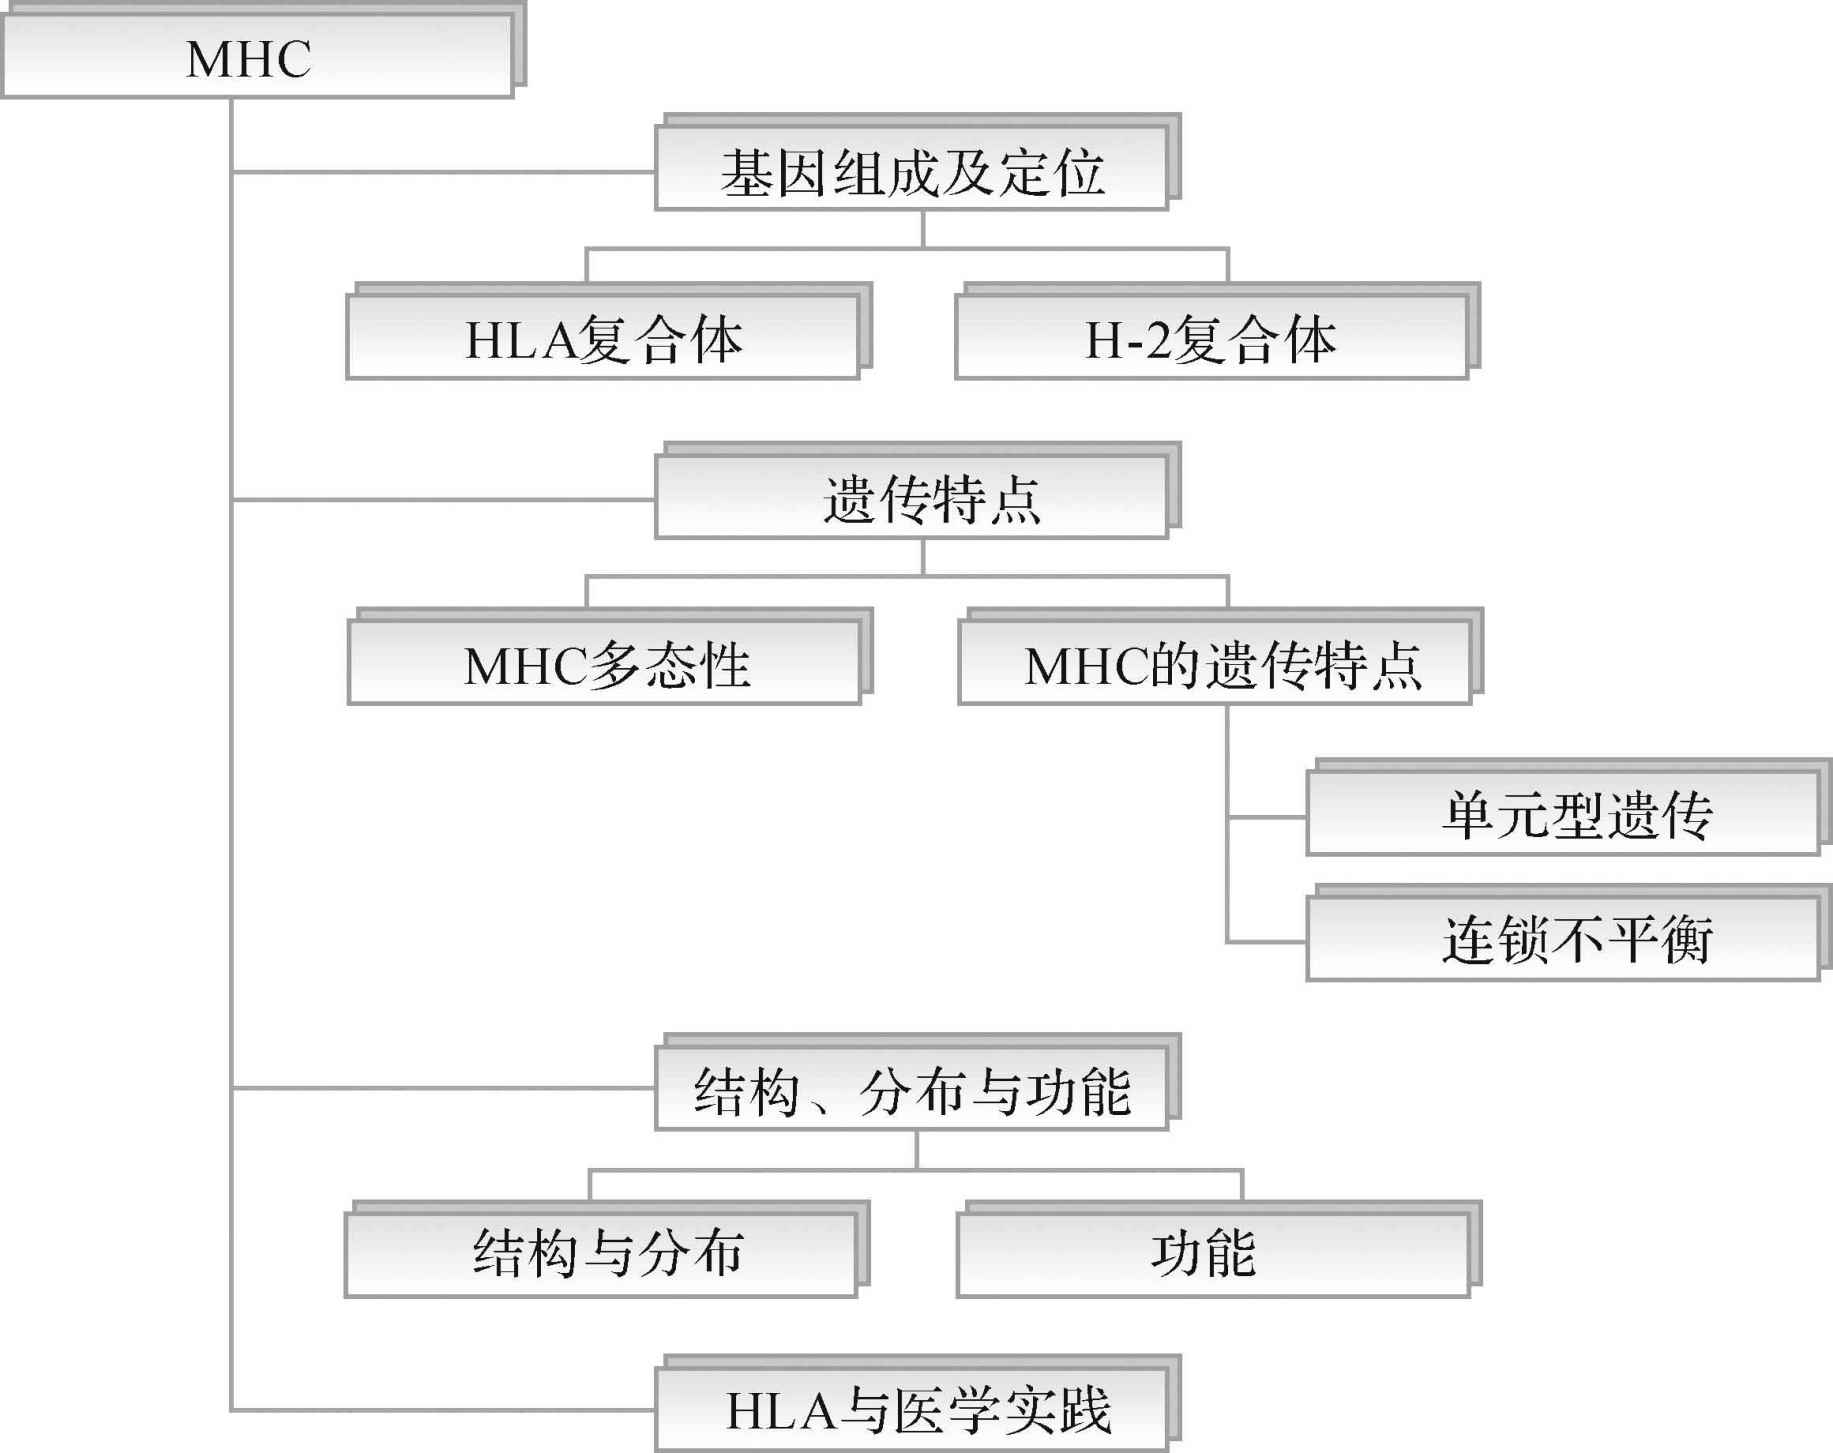 MHC
基因组成及定位
HLA复合体
H-2复合体
遗传特点
MHC多态性
MHC的遗传特点
单元型遗传
连锁不平衡
结构、分布与功能
结构与分布
功能
HLA与医学实践